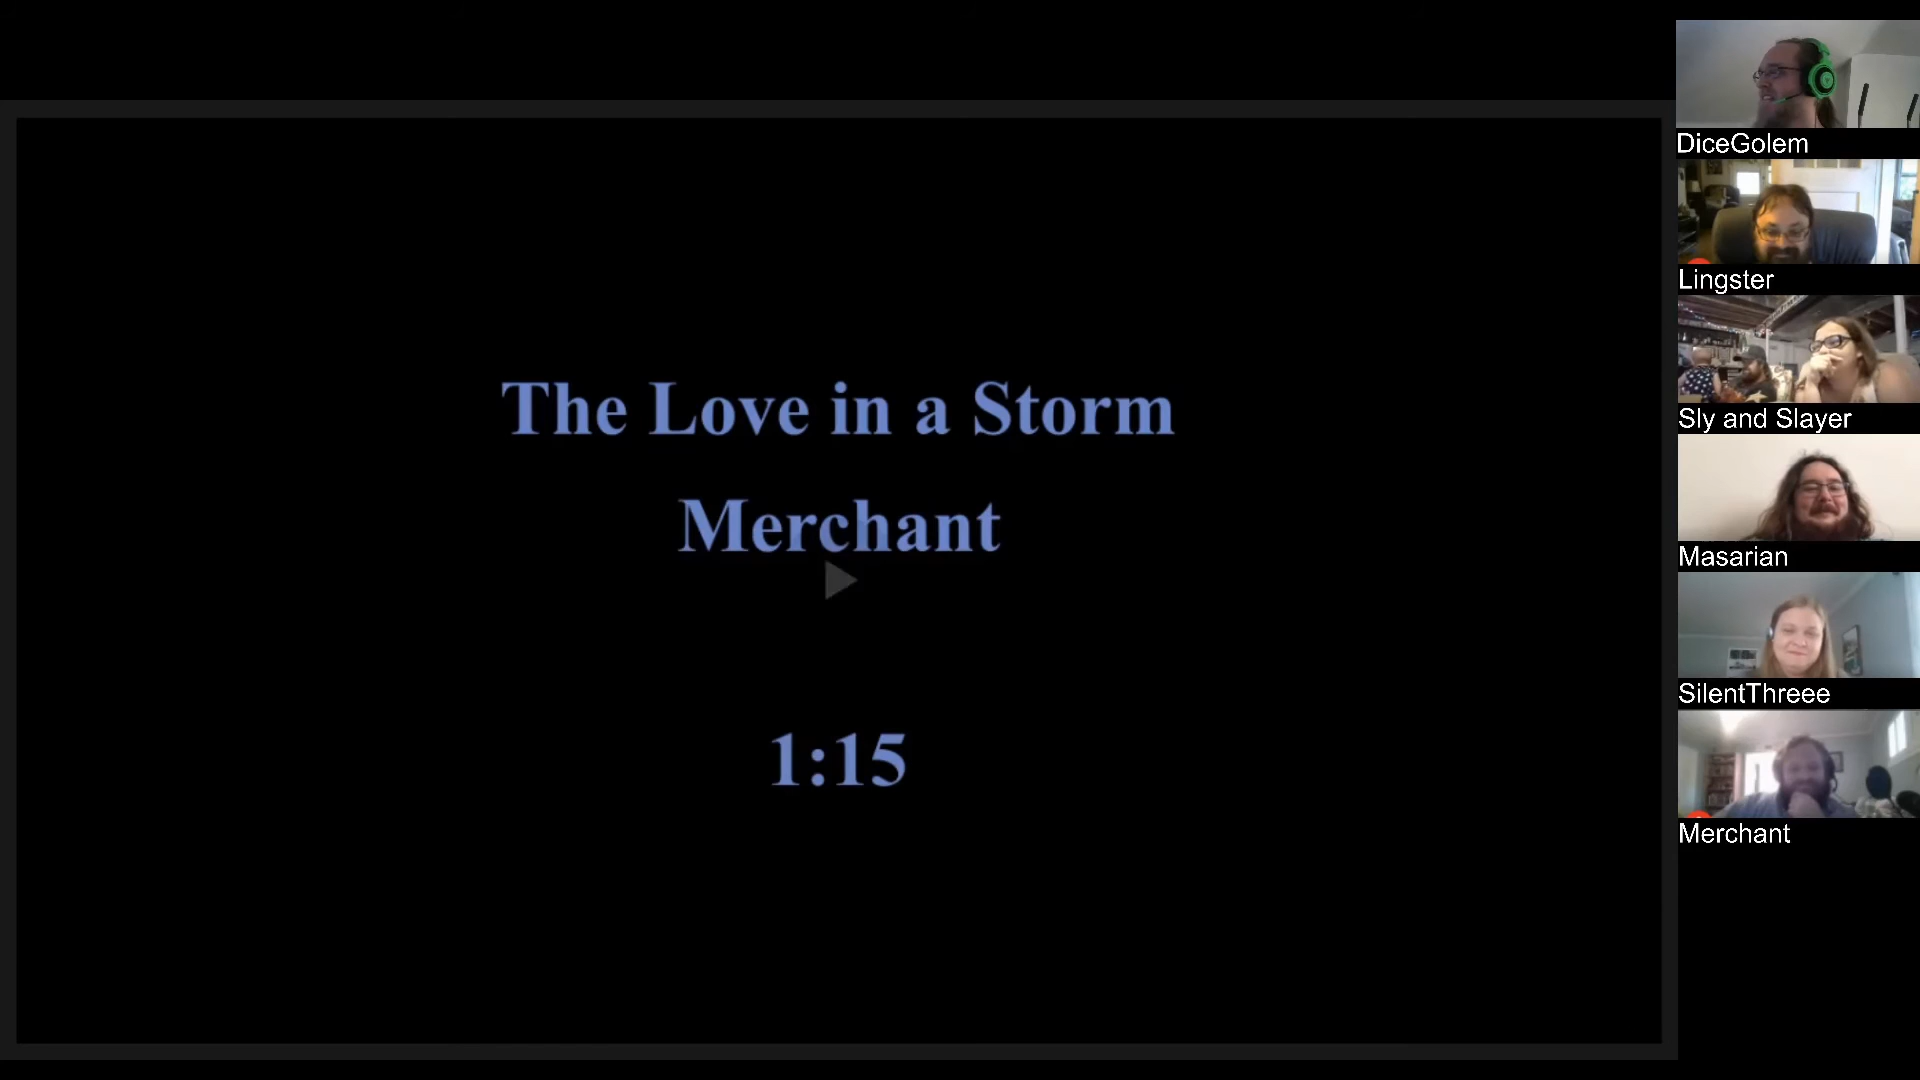 The Love in a Storm
Merchant
1:15
DiceGolem
Lingster
Sly and Slayer
Masarian
SilentThreee
Merchant